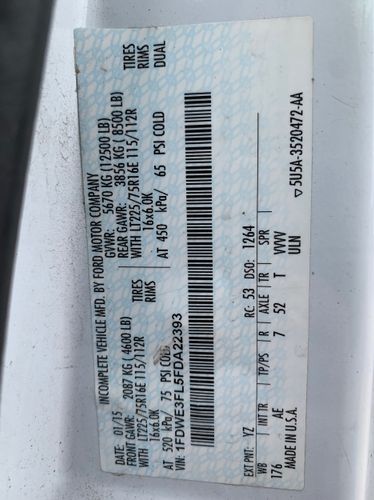 INCOMPLETE VEHICLE MFD. BY FORD MOTOR COMPANY
DATE: 01/15 GVWR: 5670 KG (12500 LB)
FRONT GAWR: 2087 KG ( 4600 LB) REAR GAWR: 3856 KG ( 8500 LB)
WITH LT225/75R16E 115/112R TIRES WITH LT225/75R16E 115/112R TIRES
16x6.0K RIMS 16x6.0K RIMS
AT 520 kPa/ 75 PSI COLD AT 450 kPa/ 65 PSI COLD DUAL
VIN: 1FDWE3FL5FDA22393
EXT PNT: YZ RC: 53 DSO: 1264
WB INT TR TP/PS R AXLE TR SPR
176 AE 7 52 T VVVV
MADE IN U.S.A. ULN
▽5U5A-3520472-AA